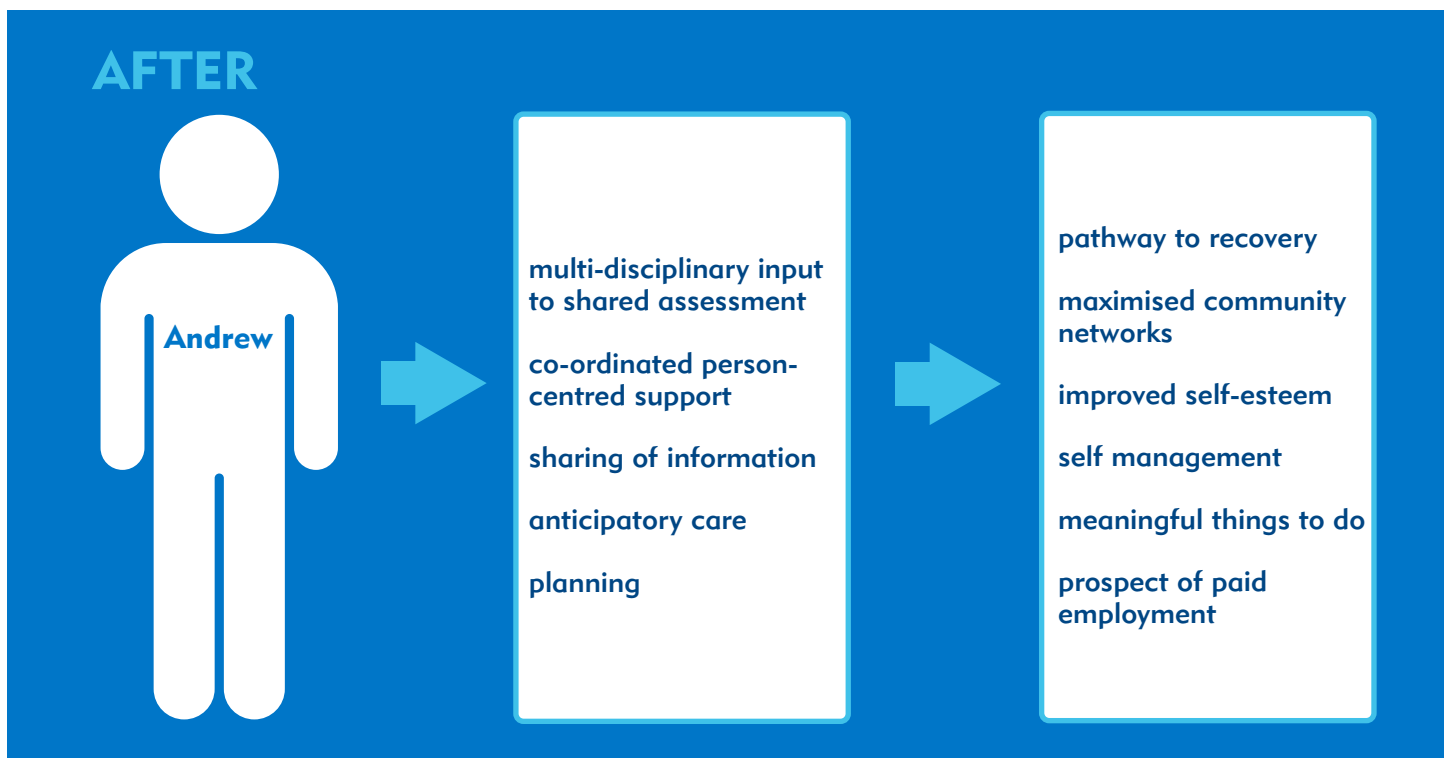 AFTER
Andrew
multi-disciplinary input
to shared assessment
co-ordinated person-
centred support
sharing of information
anticipatory care
planning
pathway to recovery
maximised community
networks
improved self-esteem
self management
meaningful things to do
prospect of paid
employment